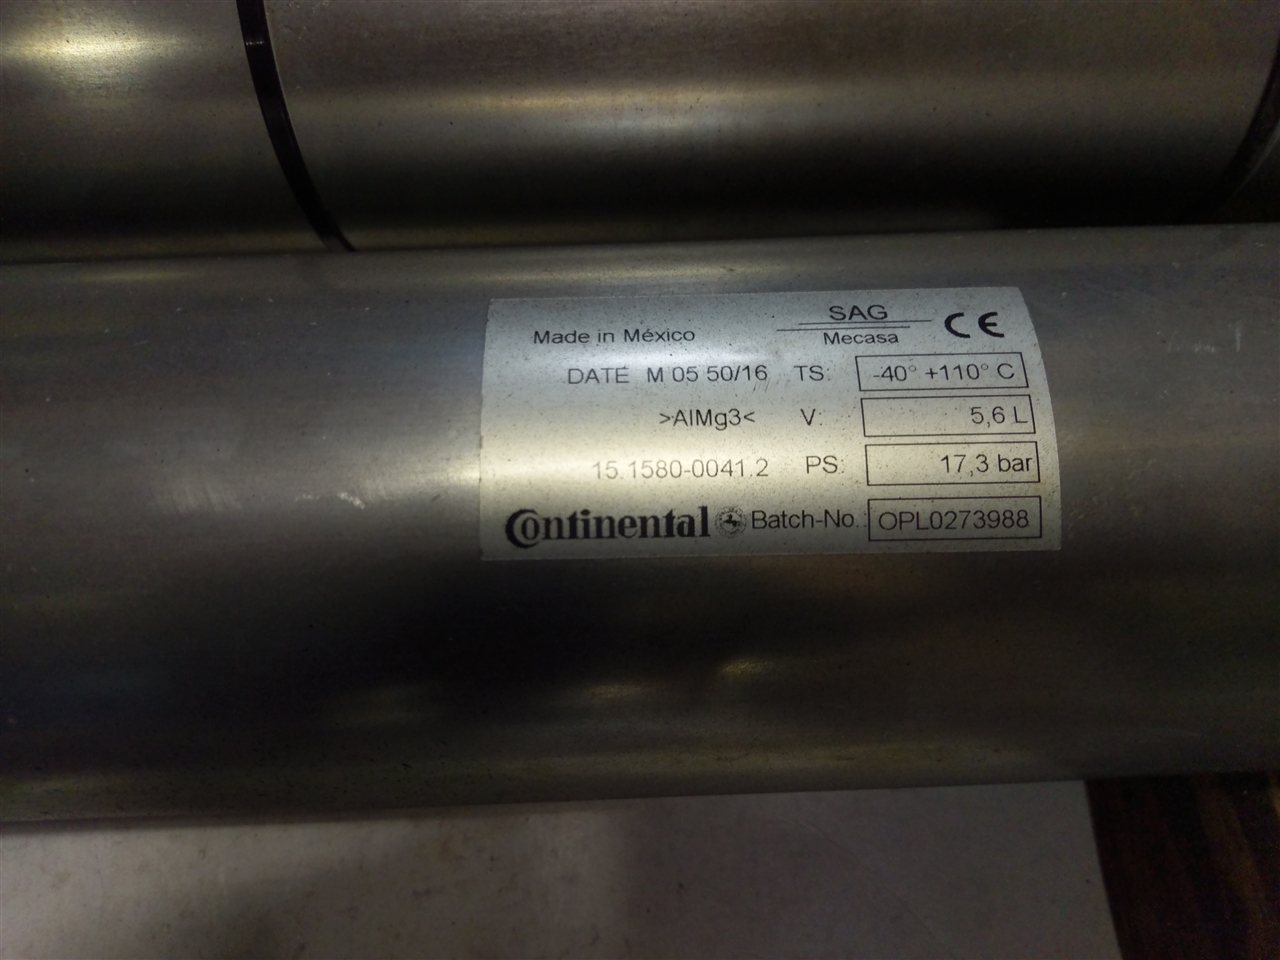 Made in México SAG Mecasa CE
DATE M 05 50/16 TS: -40° +110° C
>AlMg3< V: 5,6 L
15.1580-0041.2 PS: 17,3 bar
Continental Batch-No.: OPL0273988